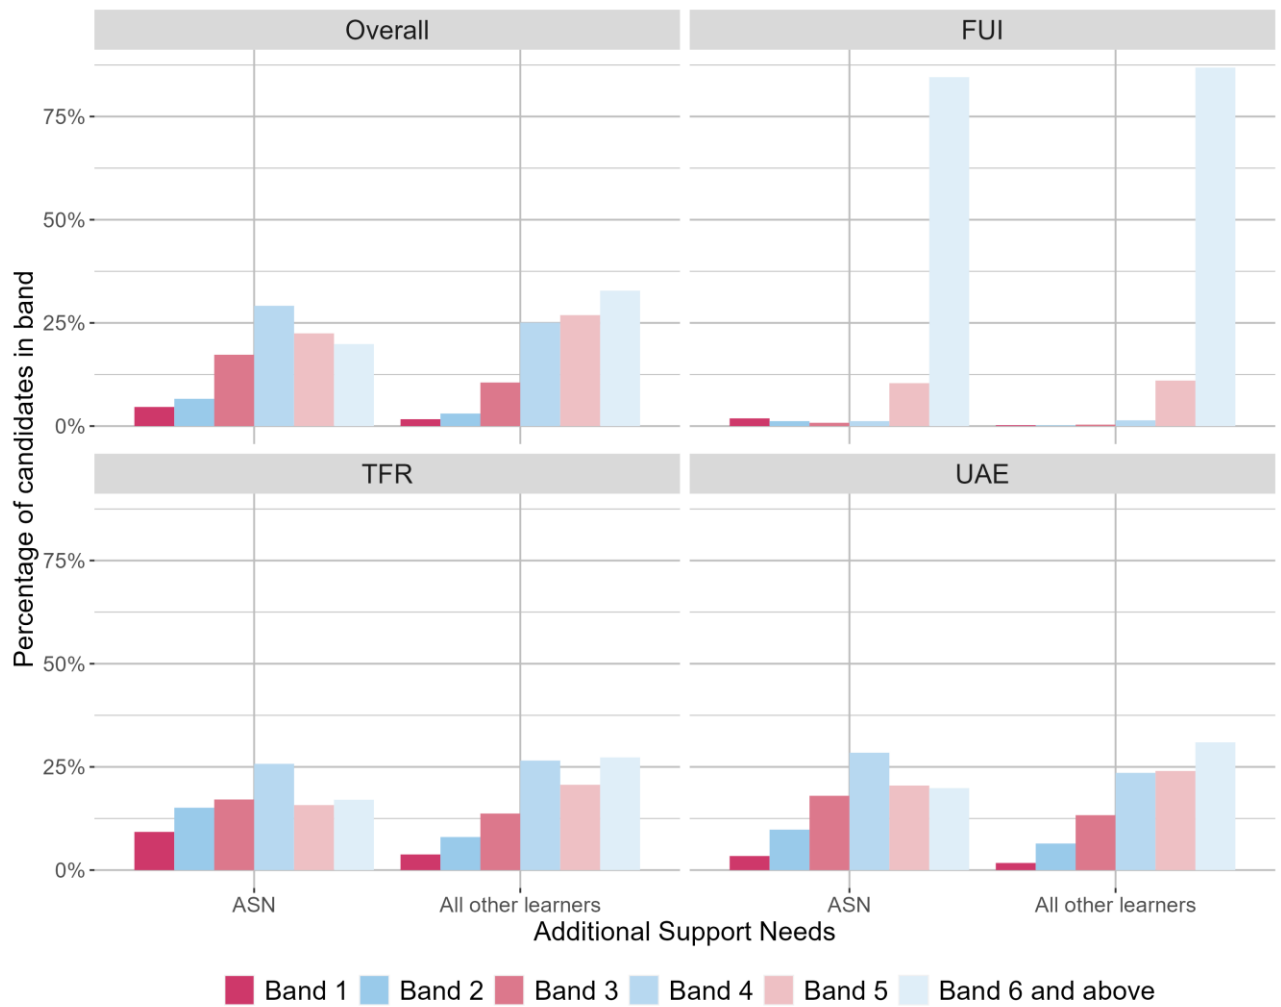 Overall
FUI
75%
50%
25%
0%
TFR
UAE
75%
50%
25%
0%
Percentage of candidates in band
ASN
All other learners
ASN
All other learners
Additional Support Needs
Band 1
Band 2
Band 3
Band 4
Band 5
Band 6 and above